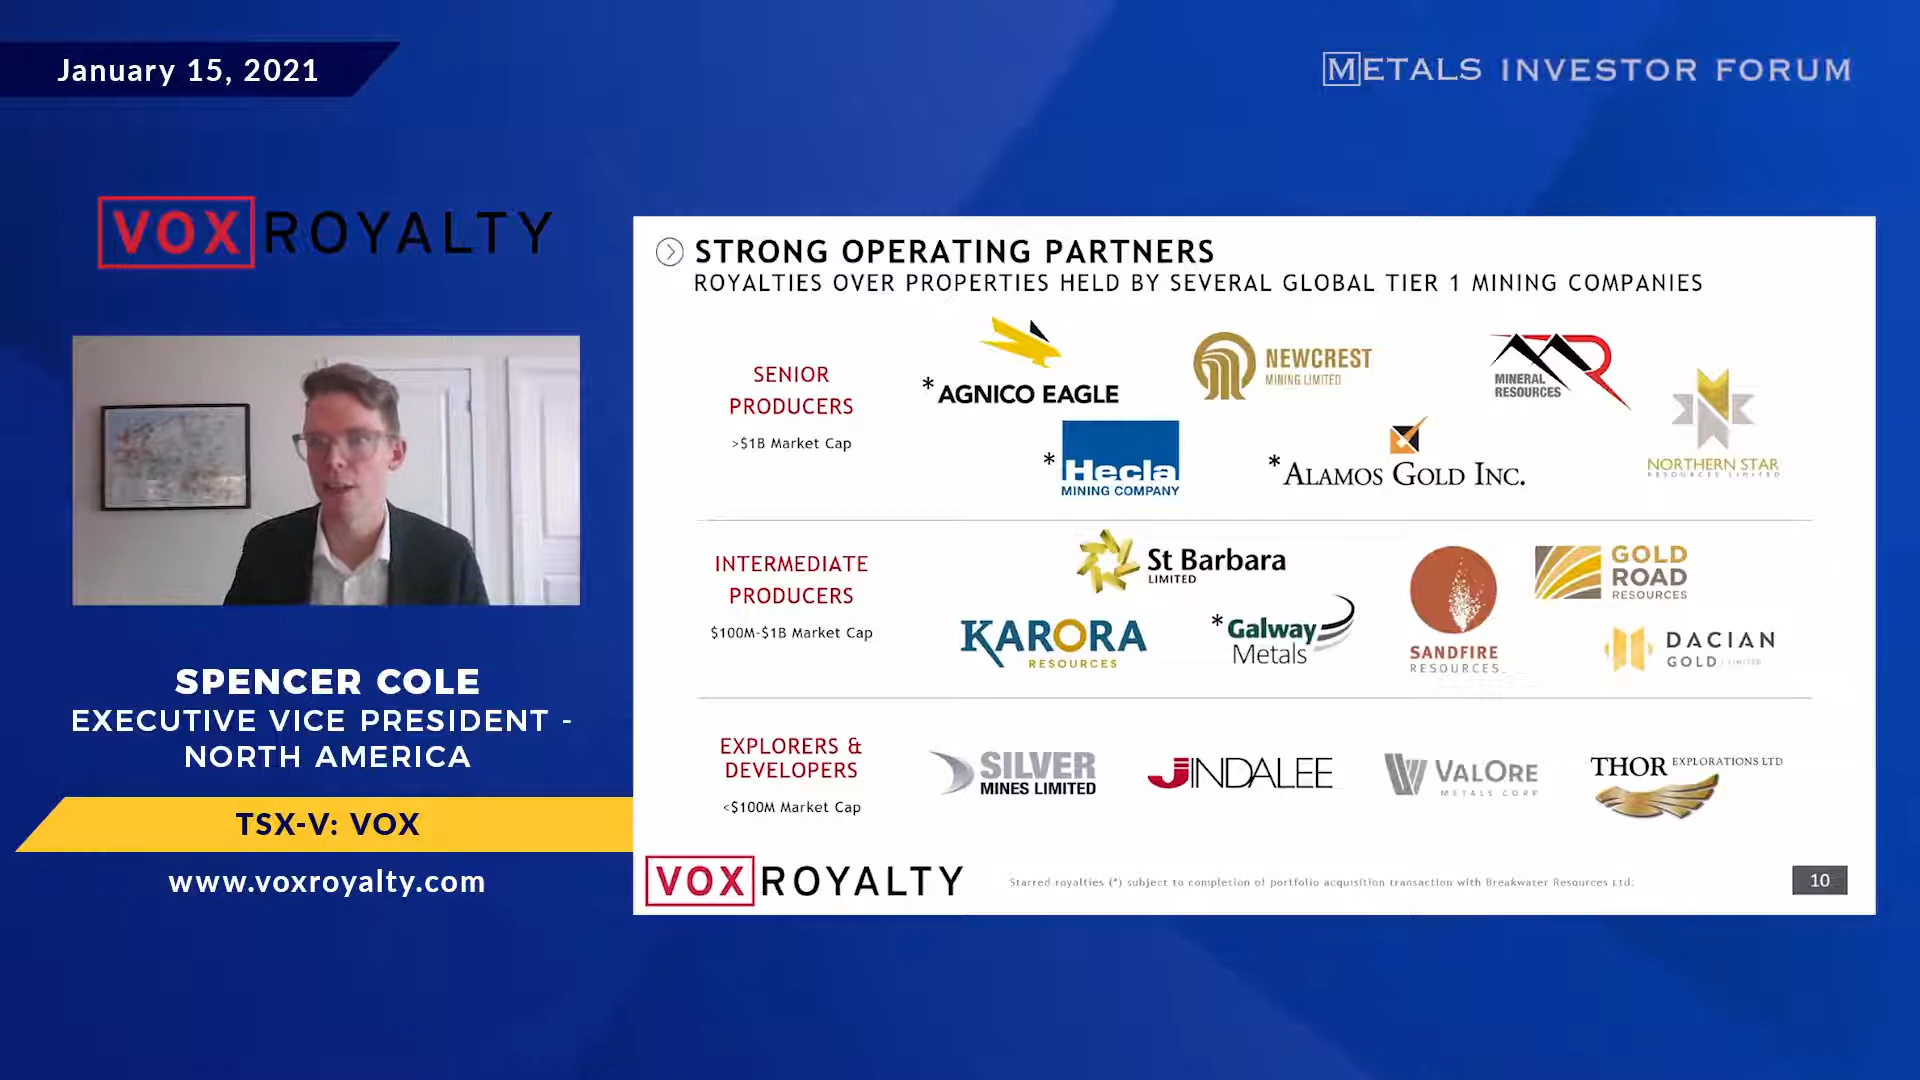 January 15, 2021
METALS INVESTOR FORUM
VOX ROYALTY
SPENCER COLE
EXECUTIVE VICE PRESIDENT -
NORTH AMERICA
TSX-V: VOX
www.voxroyalty.com
STRONG OPERATING PARTNERS
ROYALTIES OVER PROPERTIES HELD BY SEVERAL GLOBAL TIER 1 MINING COMPANIES
SENIOR
PRODUCERS
>$1B Market Cap
*AGNICO EAGLE
NEWCREST
MINING LIMITED
MINERAL
RESOURCES
NORTHERN STAR
RESOURCES LIMITED
*Hecla
MINING COMPANY
*ALAMOS GOLD INC.
INTERMEDIATE
PRODUCERS
$100M-$1B Market Cap
St Barbara
LIMITED
KARORA
RESOURCES
*Galway
Metals
SANDFIRE
RESOURCES
GOLD
ROAD
RESOURCES
DACIAN
GOLD LIMITED
EXPLORERS &
DEVELOPERS
<$100M Market Cap
SILVER
MINES LIMITED
JINDALEE
VALORE
METALS CORP
THOR EXPLORATIONS LTD
VOX ROYALTY
Starred royalties (*) subject to completion of portfolio acquisition transaction with Breakwater Resources Ltd.
10